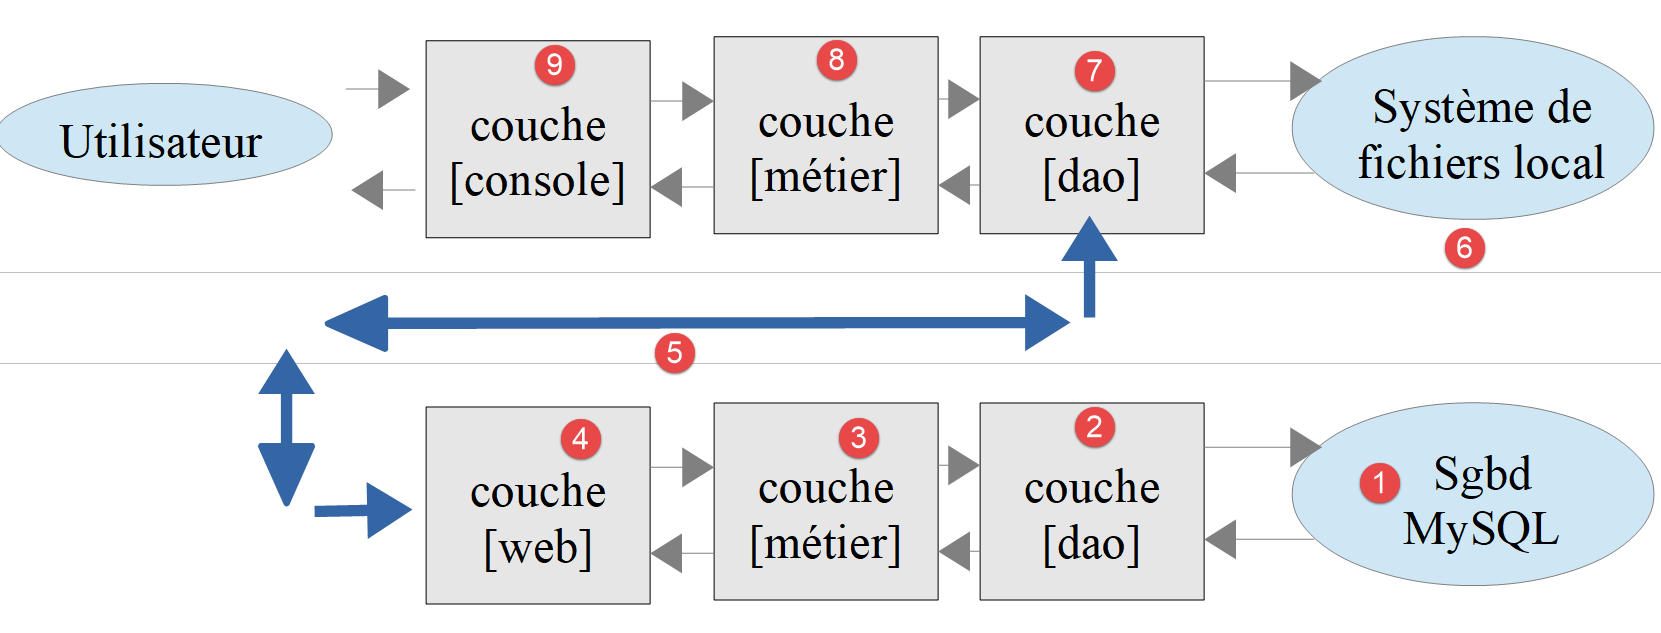 9
8
7
Utilisateur
couche
[console]
couche
[métier]
couche
[dao]
Système de
fichiers local
6
5
4
3
2
1
couche
[web]
couche
[métier]
couche
[dao]
Sgbd
MySQL